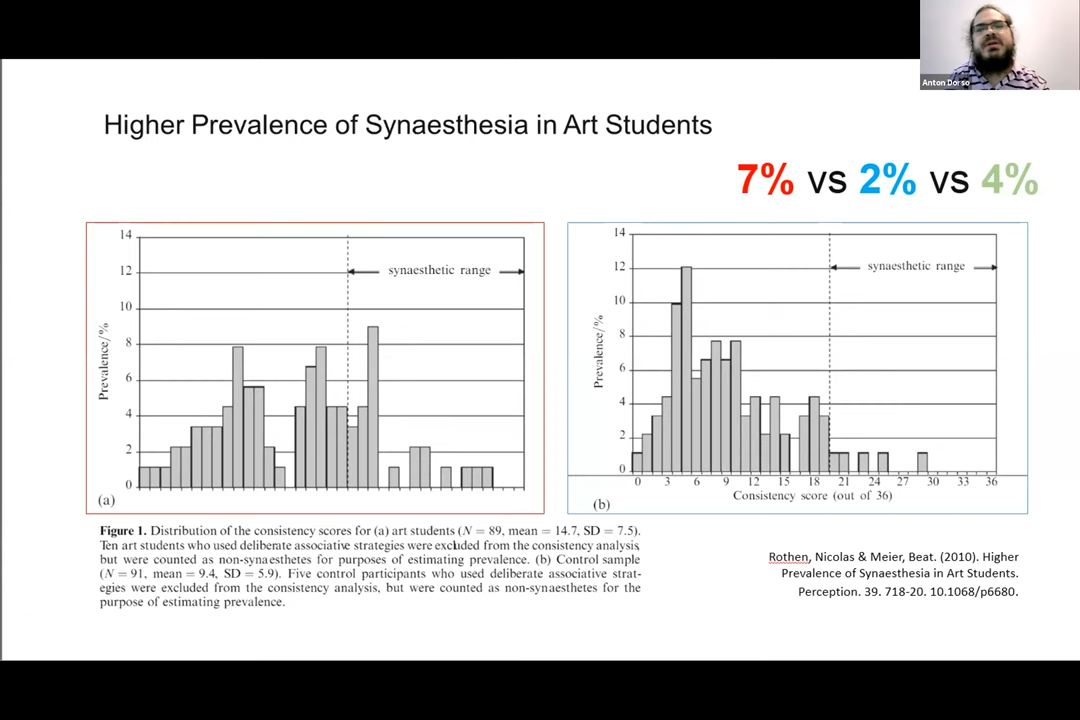 Anton Dorso
Higher Prevalence of Synaesthesia in Art Students
7% vs 2% vs 4%
14
12
10
8
6
4
2
0
Prevalence/%
synaesthetic range
(a)
14
12
10
8
6
4
2
0
Prevalence/%
synaesthetic range
0 3 6 9 12 15 18 21 24 27 30 33 36
Consistency score (out of 36)
(b)
Figure 1. Distribution of the consistency scores for (a) art students (N = 89, mean = 14.7, SD = 7.5).
Ten art students who used deliberate associative strategies were excluded from the consistency analysis,
but were counted as non-synaesthetes for purposes of estimating prevalence. (b) Control sample
(N = 91, mean = 9.4, SD = 5.9). Five control participants who used deliberate associative strat-
egies were excluded from the consistency analysis, but were counted as non-synaesthetes for the
purpose of estimating prevalence.
Rothen, Nicolas & Meier, Beat. (2010). Higher
Prevalence of Synaesthesia in Art Students.
Perception. 39. 718-20. 10.1068/p6680.